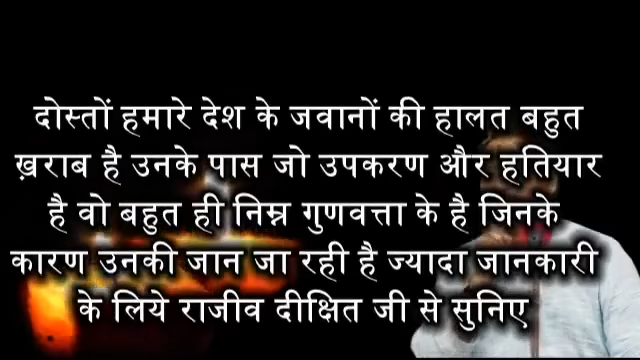 दोस्तों हमारे देश के जवानों की हालत बहुत
ख़राब है उनके पास जो उपकरण और हतियार
है वो बहुत ही निम्न गुणवत्ता के है जिनके
कारण उनकी जान जा रही है ज्यादा जानकारी
के लिये राजीव दीक्षित जी से सुनिए